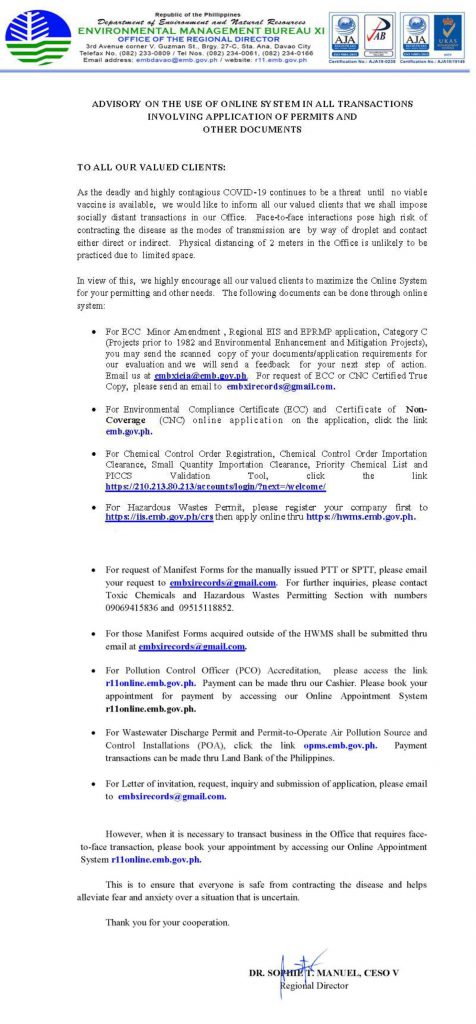 Republic of the Philippines
Department of Environment and Natural Resources
ENVIRONMENTAL MANAGEMENT BUREAU XI
OFFICE OF THE REGIONAL DIRECTOR
3rd Avenue corner V. Guzman St., Brgy. 27-C, Sta. Ana, Davao City
Telefax No. (082) 233-0809 / Tel Nos. (082) 234-0061 / 234-0166
Email address: embdavao@emb.gov.ph / website: r11.emb.gov.ph
AJA
JAB
AJA
UKAS
Certification No.: AJA19-0238
Certification No.: AJA19/19149
ADVISORY ON THE USE OF ONLINE SYSTEM IN ALL TRANSACTIONS
INVOLVING APPLICATION OF PERMITS AND
OTHER DOCUMENTS
TO ALL OUR VALUED CLIENTS:
As the deadly and highly contagious COVID-19 continues to be a threat until no viable
vaccine is available, we would like to inform all our valued clients that we shall impose
socially distant transactions in our Office. Face-to-face interactions pose high risk of
contracting the disease as the modes of transmission are by way of droplet and contact
either direct or indirect. Physical distancing of 2 meters in the Office is unlikely to be
practiced due to limited space.
In view of this, we highly encourage all our valued clients to maximize the Online System
for your permitting and other needs. The following documents can be done through online
system:
• For ECC Minor Amendment , Regional EIS and EPRMP application, Category C
(Projects prior to 1982 and Environmental Enhancement and Mitigation Projects),
you may send the scanned copy of your documents/application requirements for
our evaluation and we will send a feedback for your next step of action.
Email us at embxieia@emb.gov.ph. For request of ECC or CNC Certified True
Copy, please send an email to embxirecords@gmail.com.
• For Environmental Compliance Certificate (ECC) and Certificate of Non-
Coverage (CNC) online application on the application, click the link
emb.gov.ph.
• For Chemical Control Order Registration, Chemical Control Order Importation
Clearance, Small Quantity Importation Clearance, Priority Chemical List and
PICCS Validation Tool, click the link
https://210.213.80.213/accounts/login/?next=/welcome/
• For Hazardous Wastes Permit, please register your company first to
https://iis.emb.gov.ph/crs then apply online thru https://hwms.emb.gov.ph.
• For request of Manifest Forms for the manually issued PTT or SPTT, please email
your request to embxirecords@gmail.com. For further inquiries, please contact
Toxic Chemicals and Hazardous Wastes Permitting Section with numbers
09069415836 and 09515118852.
• For those Manifest Forms acquired outside of the HWMS shall be submitted thru
email at embxirecords@gmail.com.
• For Pollution Control Officer (PCO) Accreditation, please access the link
r11online.emb.gov.ph. Payment can be made thru our Cashier. Please book your
appointment for payment by accessing our Online Appointment System
r11online.emb.gov.ph.
• For Wastewater Discharge Permit and Permit-to-Operate Air Pollution Source and
Control Installations (POA), click the link opms.emb.gov.ph. Payment
transactions can be made thru Land Bank of the Philippines.
• For Letter of invitation, request, inquiry and submission of application, please email
to embxirecords@gmail.com.
However, when it is necessary to transact business in the Office that requires face-
to-face transaction, please book your appointment by accessing our Online Appointment
System r11online.emb.gov.ph.
This is to ensure that everyone is safe from contracting the disease and helps
alleviate fear and anxiety over a situation that is uncertain.
Thank you for your cooperation.
DR. SOPHIE T. MANUEL, CESO V
Regional Director